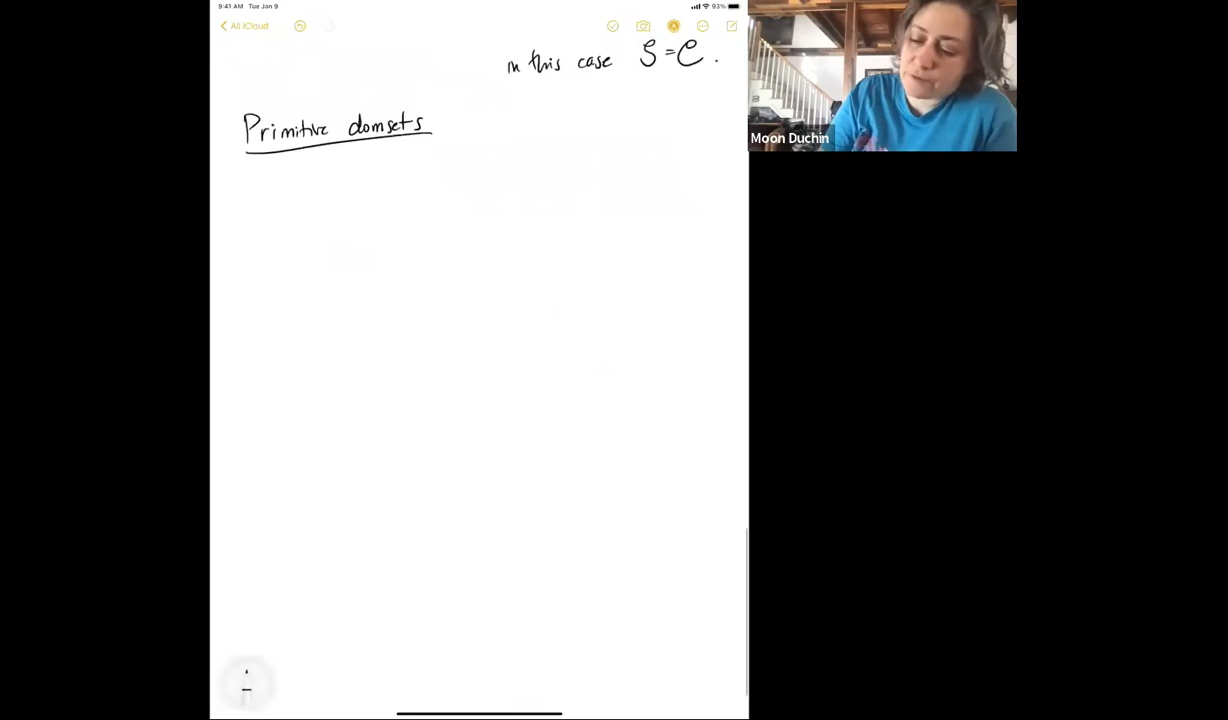 9:41 AM Tue Jan 9
93%
All iCloud
in this case S = C .
Primitive domsets
Moon Duchin